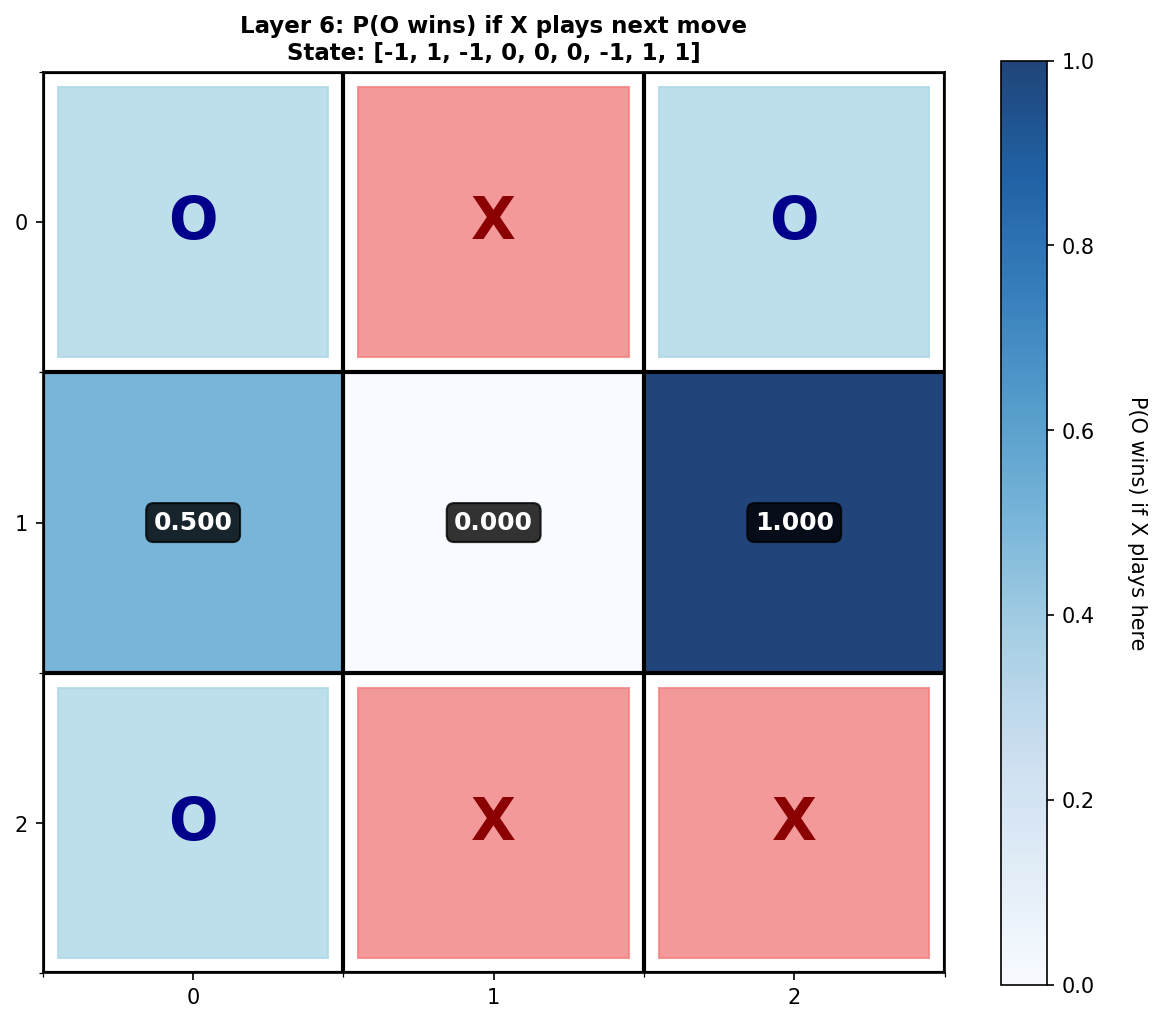 Layer 6: P(O wins) if X plays next move
State: [-1, 1, -1, 0, 0, 0, -1, 1, 1]
0
O
X
O
1
0.500
0.000
1.000
2
O
X
X
0
1
2
1.0
0.8
0.6
0.4
0.2
0.0
P(O wins) if X plays here